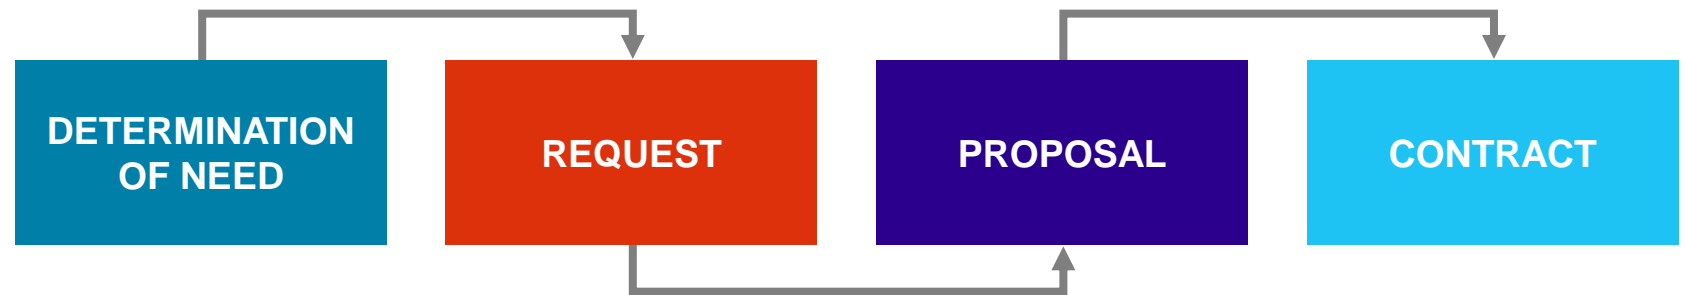 DETERMINATION
OF NEED
REQUEST
PROPOSAL
CONTRACT